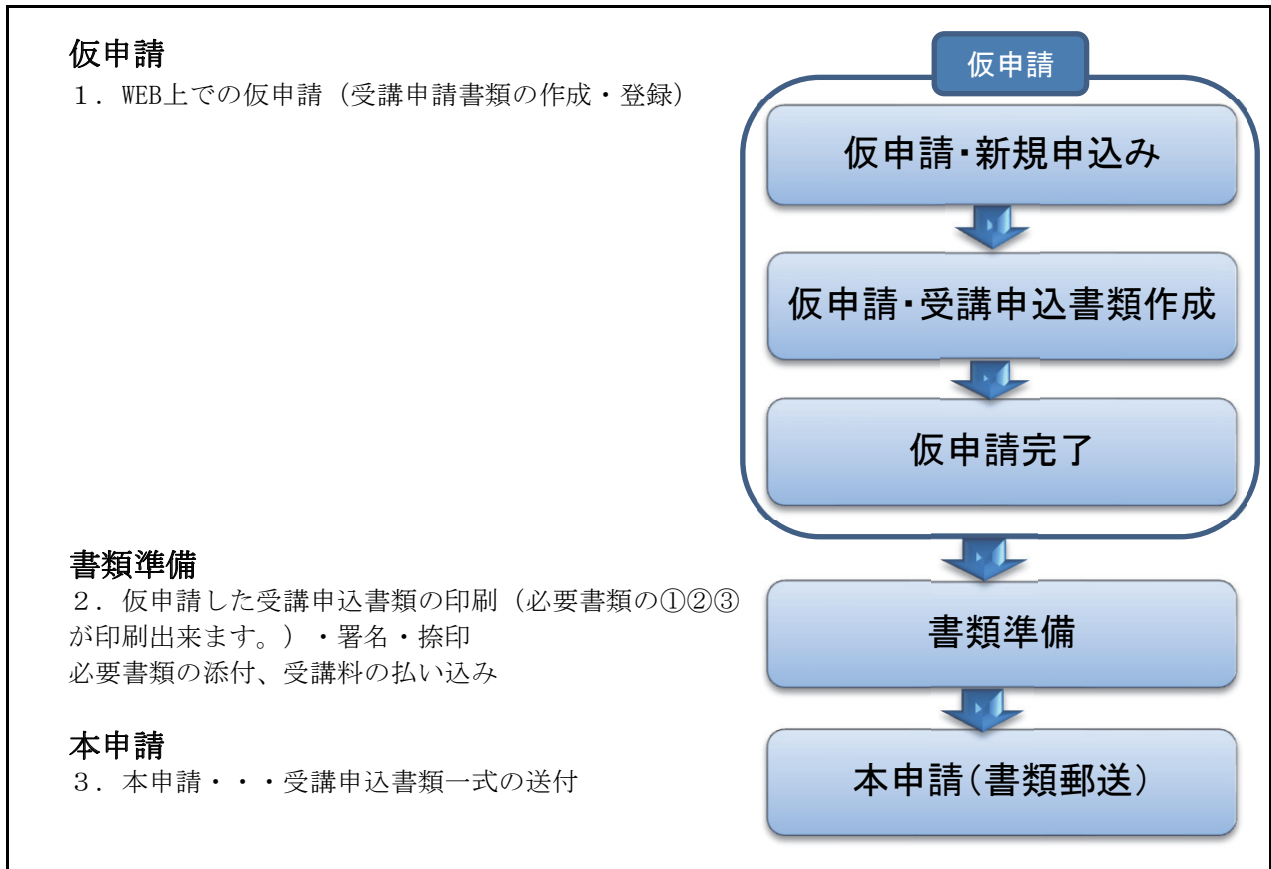 仮申請
1．WEB上での仮申請（受講申請書類の作成・登録）
書類準備
2．仮申請した受講申込書類の印刷（必要書類の①②③
が印刷出来ます。）・署名・捺印
必要書類の添付、受講料の払い込み
本申請
3．本申請・・・受講申込書類一式の送付
仮申請
仮申請・新規申込み
仮申請・受講申込書類作成
仮申請完了
書類準備
本申請（書類郵送）